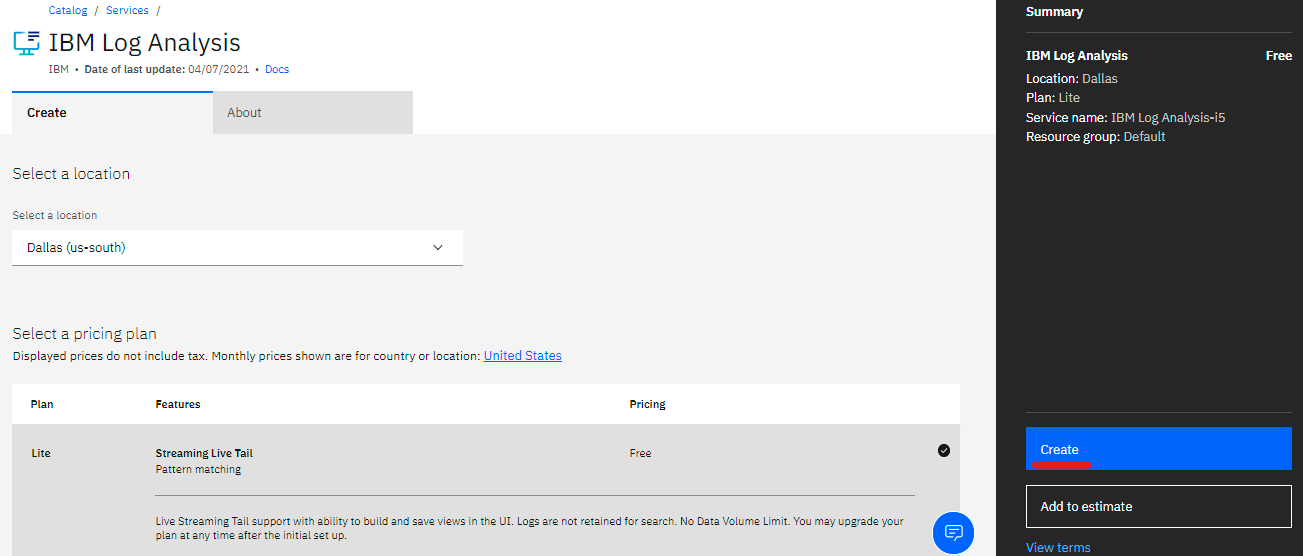 Catalog / Services /
IBM Log Analysis
IBM • Date of last update: 04/07/2021 • Docs
Create
About
Select a location
Select a location
Dallas (us-south)
Select a pricing plan
Displayed prices do not include tax. Monthly prices shown are for country or location: United States
Plan Features Pricing
Lite Streaming Live Tail Free
Pattern matching
Live Streaming Tail support with ability to build and save views in the UI. Logs are not retained for search. No Data Volume Limit. You may upgrade your
plan at any time after the initial set up.
Summary
IBM Log Analysis Free
Location: Dallas
Plan: Lite
Service name: IBM Log Analysis-i5
Resource group: Default
Create
Add to estimate
View terms